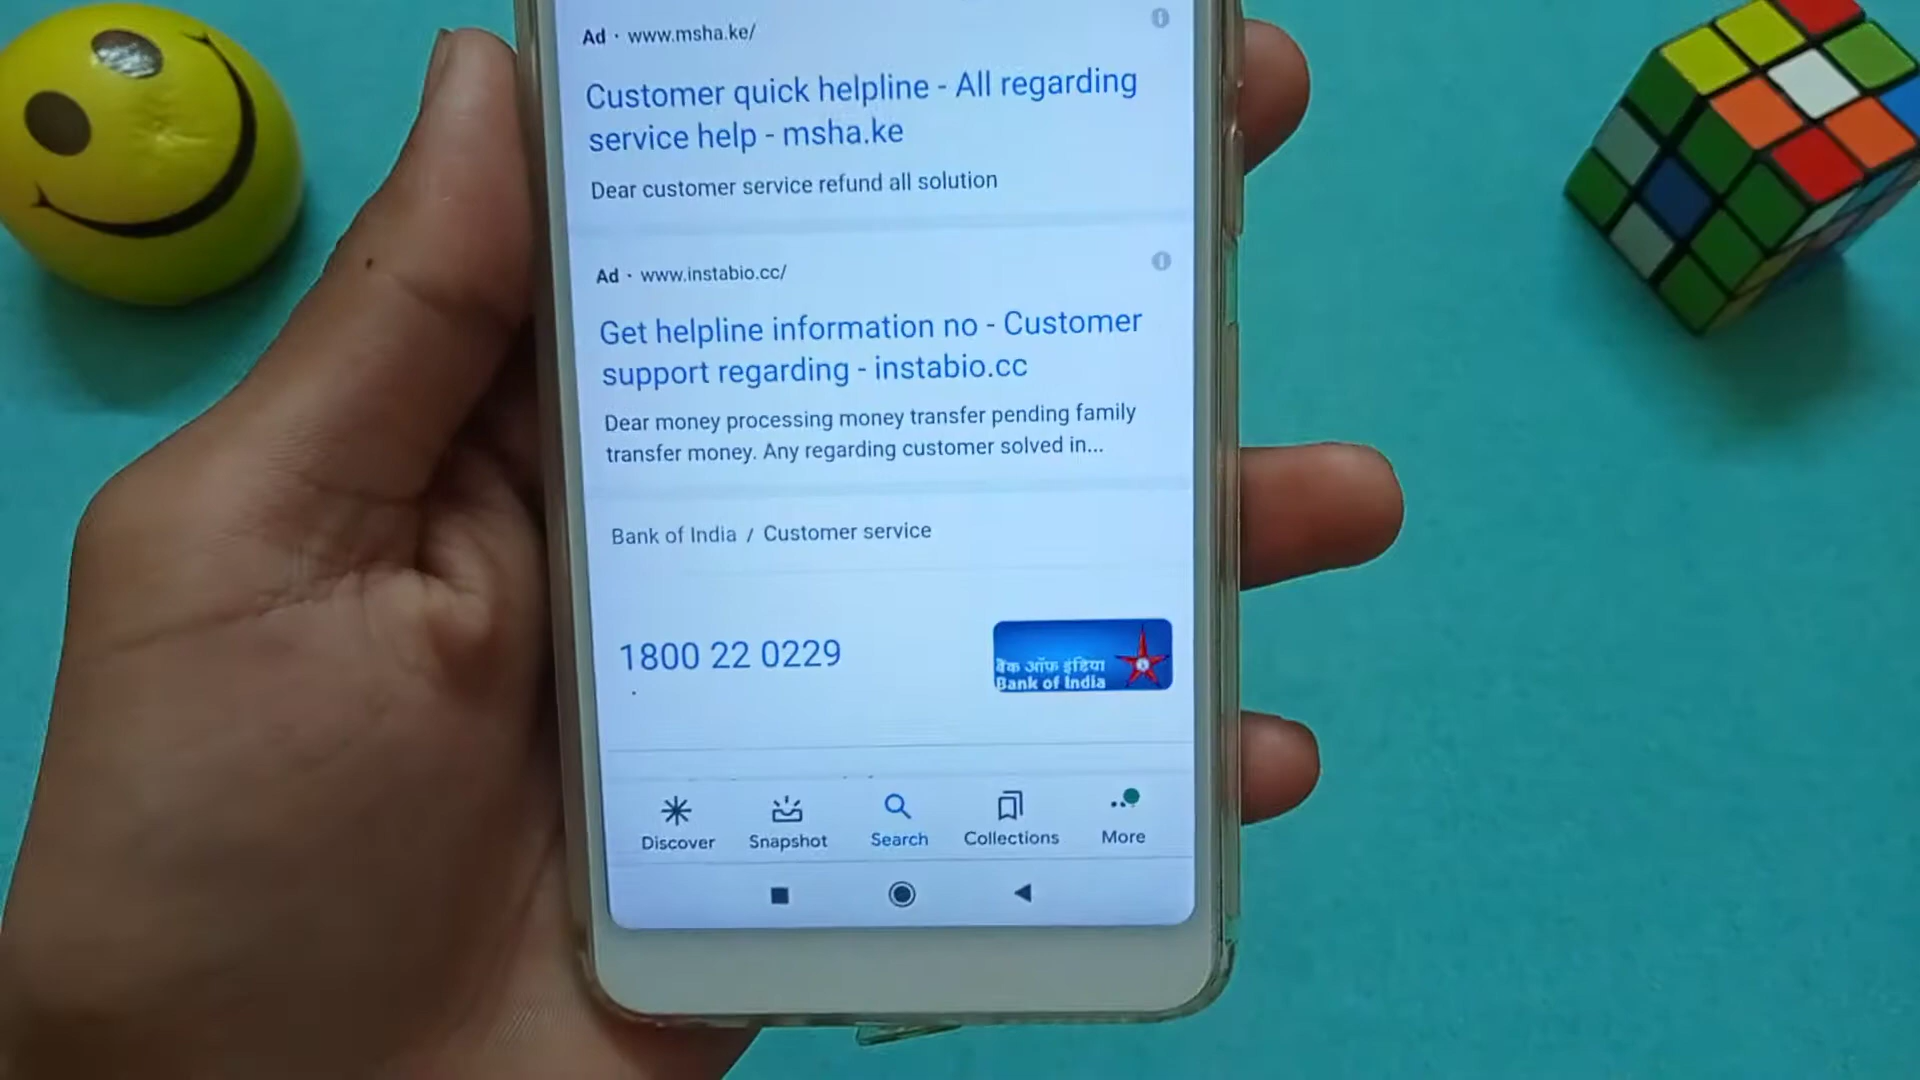 Ad · www.msha.ke/
Customer quick helpline - All regarding
service help - msha.ke
Dear customer service refund all solution
Ad · www.instabio.cc/
Get helpline information no - Customer
support regarding - instabio.cc
Dear money processing money transfer pending family
transfer money. Any regarding customer solved in...
Bank of India / Customer service
1800 22 0229
बैंक ऑफ़ इंडिया
Bank of India
Discover Snapshot Search Collections More